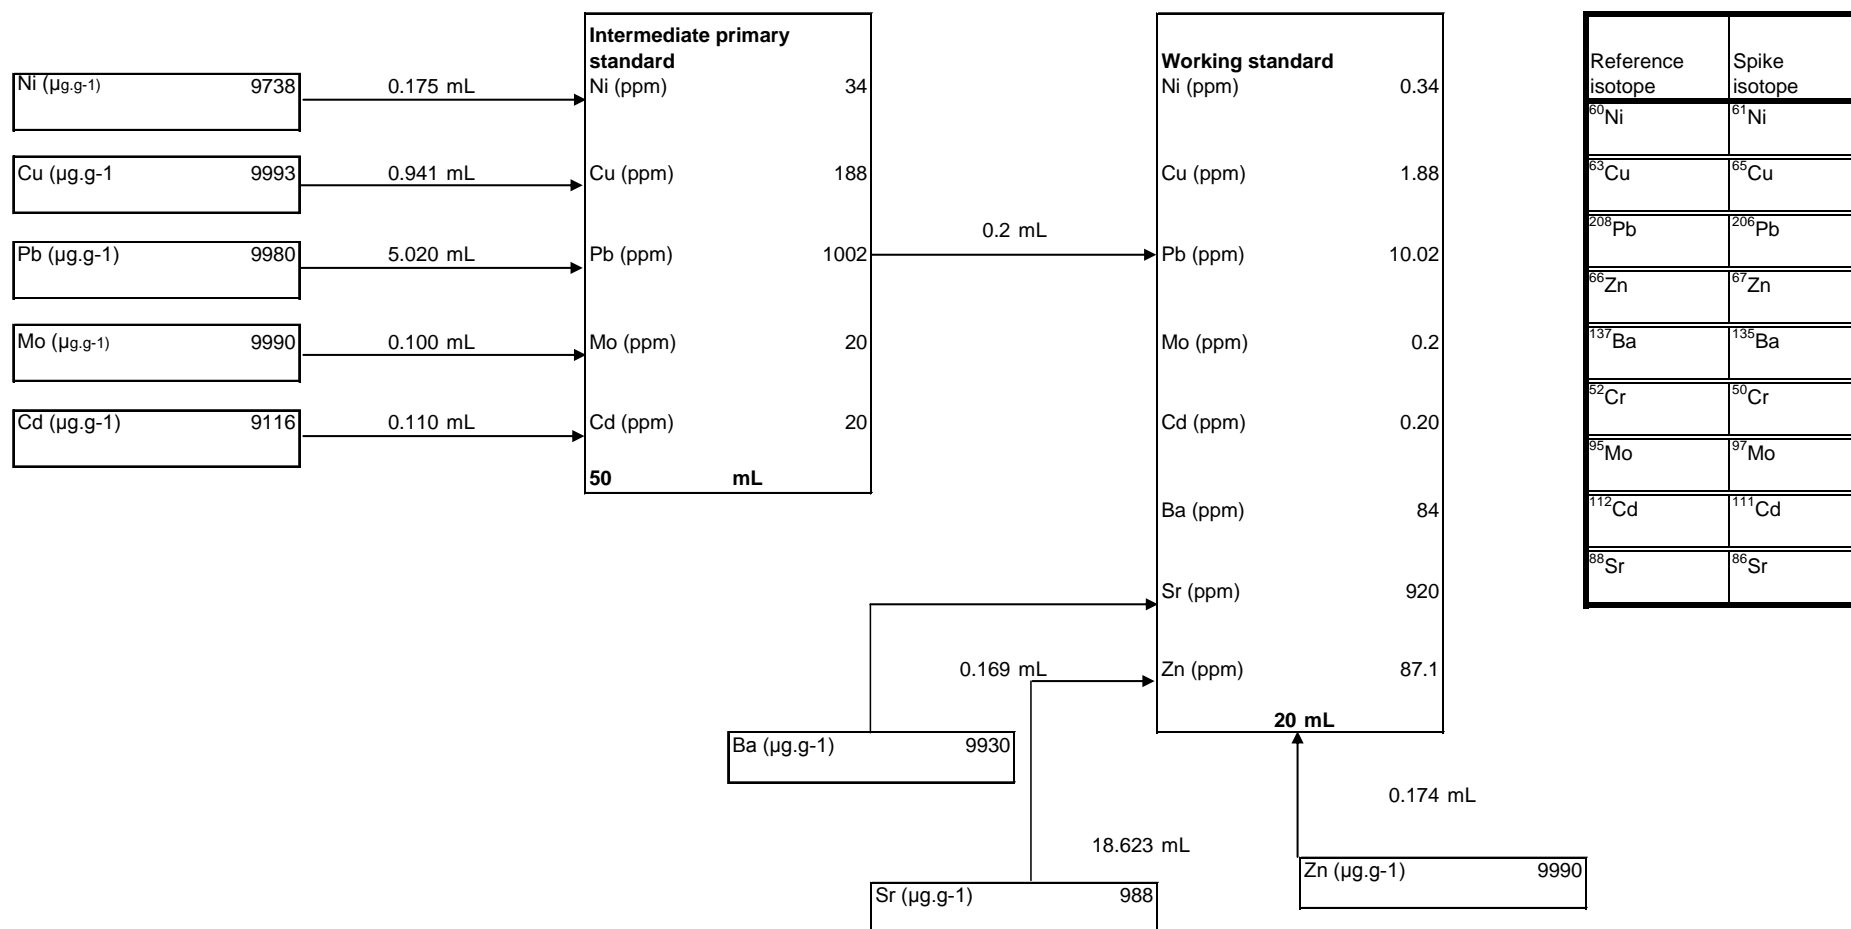 Intermediate primary
standard
Working standard
Reference
isotope
Spike
isotope
Ni (µg.g-1) 9738
0.175 mL
Ni (ppm) 34
Ni (ppm) 0.34
⁶⁰Ni ⁶¹Ni
Cu (µg.g-1 9993
0.941 mL
Cu (ppm) 188
Cu (ppm) 1.88
⁶³Cu ⁶⁵Cu
0.2 mL
²⁰⁸Pb ²⁰⁶Pb
Pb (µg.g-1) 9980
5.020 mL
Pb (ppm) 1002
Pb (ppm) 10.02
⁶⁶Zn ⁶⁷Zn
Mo (µg.g-1) 9990
0.100 mL
Mo (ppm) 20
Mo (ppm) 0.2
¹³⁷Ba ¹³⁵Ba
⁵²Cr ⁵⁰Cr
Cd (µg.g-1) 9116
0.110 mL
Cd (ppm) 20
Cd (ppm) 0.20
⁹⁵Mo ⁹⁷Mo
50 mL
¹¹²Cd ¹¹¹Cd
Ba (ppm) 84
⁸⁸Sr ⁸⁶Sr
Sr (ppm) 920
0.169 mL
Zn (ppm) 87.1
20 mL
Ba (µg.g-1) 9930
0.174 mL
18.623 mL
Zn (µg.g-1) 9990
Sr (µg.g-1) 988